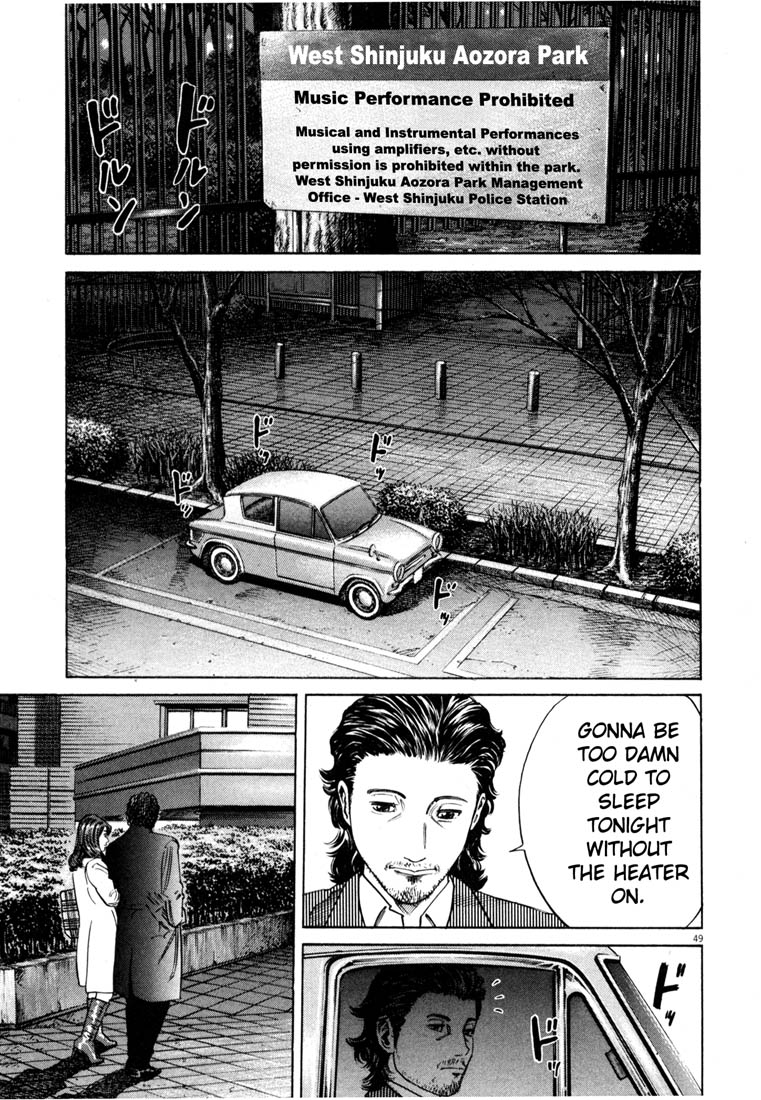 West Shinjuku Aozora Park
Music Performance Prohibited
Musical and Instrumental Performances
using amplifiers, etc. without
permission is prohibited within the park.
West Shinjuku Aozora Park Management
Office - West Shinjuku Police Station
ドルン
ドルン
ドッ
ドッ
ドッ
ドッ
GONNA BE
TOO DAMN
COLD TO
SLEEP
TONIGHT
WITHOUT
THE HEATER
ON.
49
ドッ
ドッ